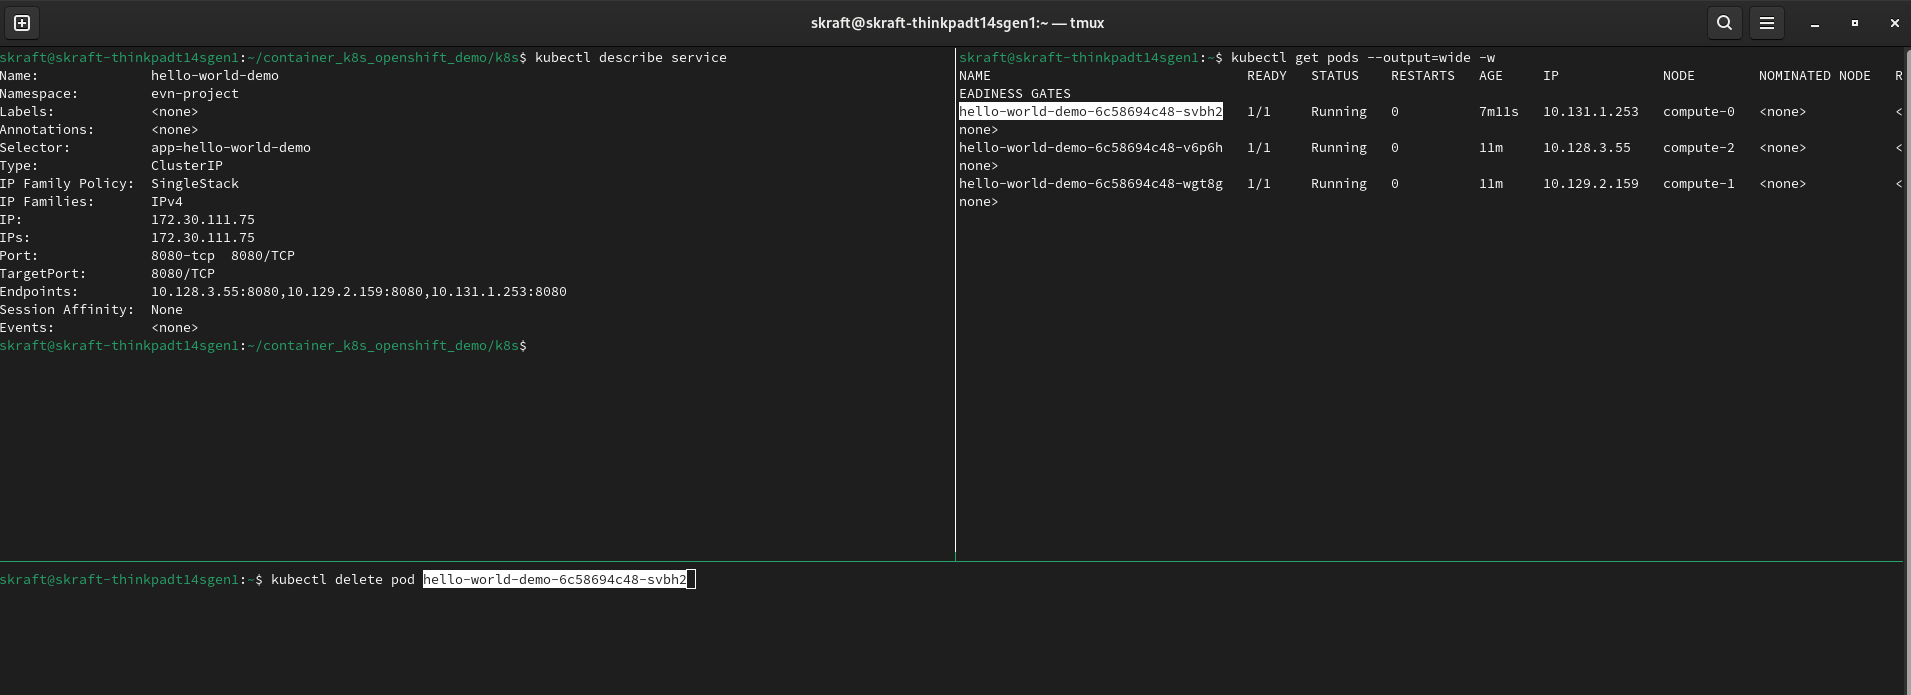 skraft@skraft-thinkpadt14sgen1:~ — tmux
skraft@skraft-thinkpadt14sgen1:~/container_k8s_openshift_demo/k8s$ kubectl describe service
Name:              hello-world-demo
Namespace:         evn-project
Labels:            <none>
Annotations:       <none>
Selector:          app=hello-world-demo
Type:              ClusterIP
IP Family Policy:  SingleStack
IP Families:       IPv4
IP:                172.30.111.75
IPs:               172.30.111.75
Port:              8080-tcp  8080/TCP
TargetPort:        8080/TCP
Endpoints:         10.128.3.55:8080,10.129.2.159:8080,10.131.1.253:8080
Session Affinity:  None
Events:            <none>
skraft@skraft-thinkpadt14sgen1:~/container_k8s_openshift_demo/k8s$
skraft@skraft-thinkpadt14sgen1:~$ kubectl get pods --output=wide -w
NAME                                READY   STATUS    RESTARTS   AGE     IP             NODE        NOMINATED NODE   R
EADINESS GATES
hello-world-demo-6c58694c48-svbh2   1/1     Running   0          7m11s   10.131.1.253   compute-0   <none>           <
none>
hello-world-demo-6c58694c48-v6p6h   1/1     Running   0          11m     10.128.3.55    compute-2   <none>           <
none>
hello-world-demo-6c58694c48-wgt8g   1/1     Running   0          11m     10.129.2.159   compute-1   <none>           <
none>
skraft@skraft-thinkpadt14sgen1:~$ kubectl delete pod hello-world-demo-6c58694c48-svbh2